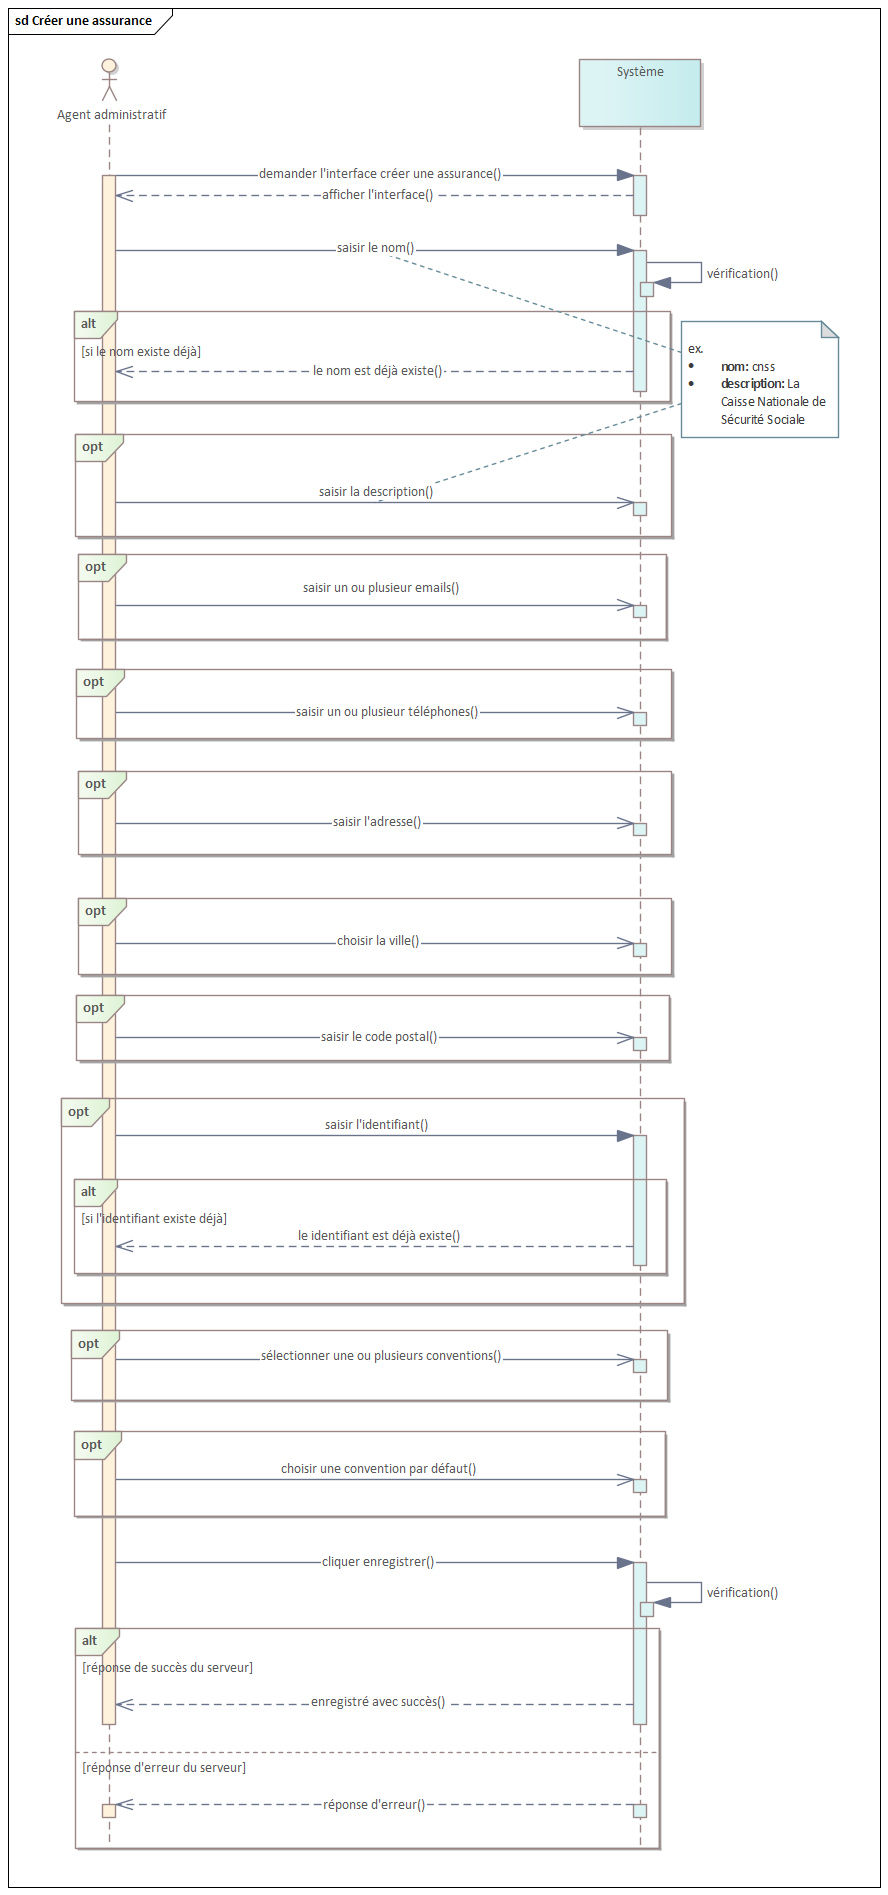 sd Créer une assurance
Système
Agent administratif
demander l'interface créer une assurance()
afficher l'interface()
saisir le nom()
vérification()
alt
[si le nom existe déjà]
le nom est déjà existe()
ex.
• nom: cnss
• description: La
Caisse Nationale de
Sécurité Sociale
opt
saisir la description()
opt
saisir un ou plusieur emails()
opt
saisir un ou plusieur téléphones()
opt
saisir l'adresse()
opt
choisir la ville()
opt
saisir le code postal()
opt
saisir l'identifiant()
alt
[si l'identifiant existe déjà]
le identifiant est déjà existe()
opt
sélectionner une ou plusieurs conventions()
opt
choisir une convention par défaut()
cliquer enregistrer()
vérification()
alt
[réponse de succès du serveur]
enregistré avec succès()
[réponse d'erreur du serveur]
réponse d'erreur()